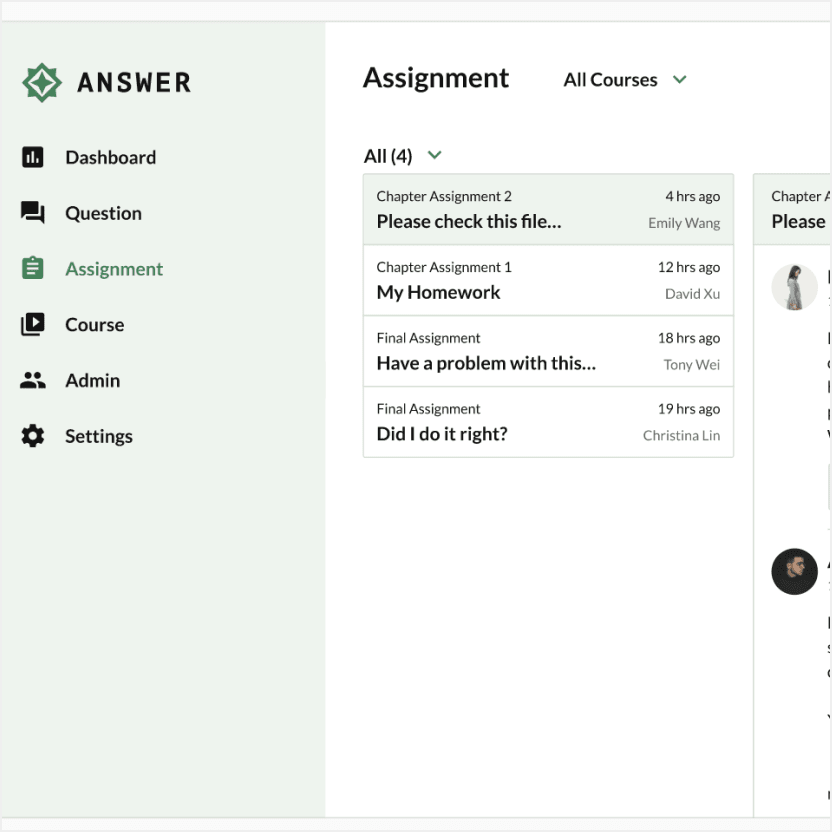 ANSWER
Dashboard
Question
Assignment
Course
Admin
Settings
Assignment
All Courses
All (4)
Chapter Assignment 2
4 hrs ago
Please check this file...
Emily Wang
Chapter Assignment 1
12 hrs ago
My Homework
David Xu
Final Assignment
18 hrs ago
Have a problem with this...
Tony Wei
Final Assignment
19 hrs ago
Did I do it right?
Christina Lin
Chapter
Please